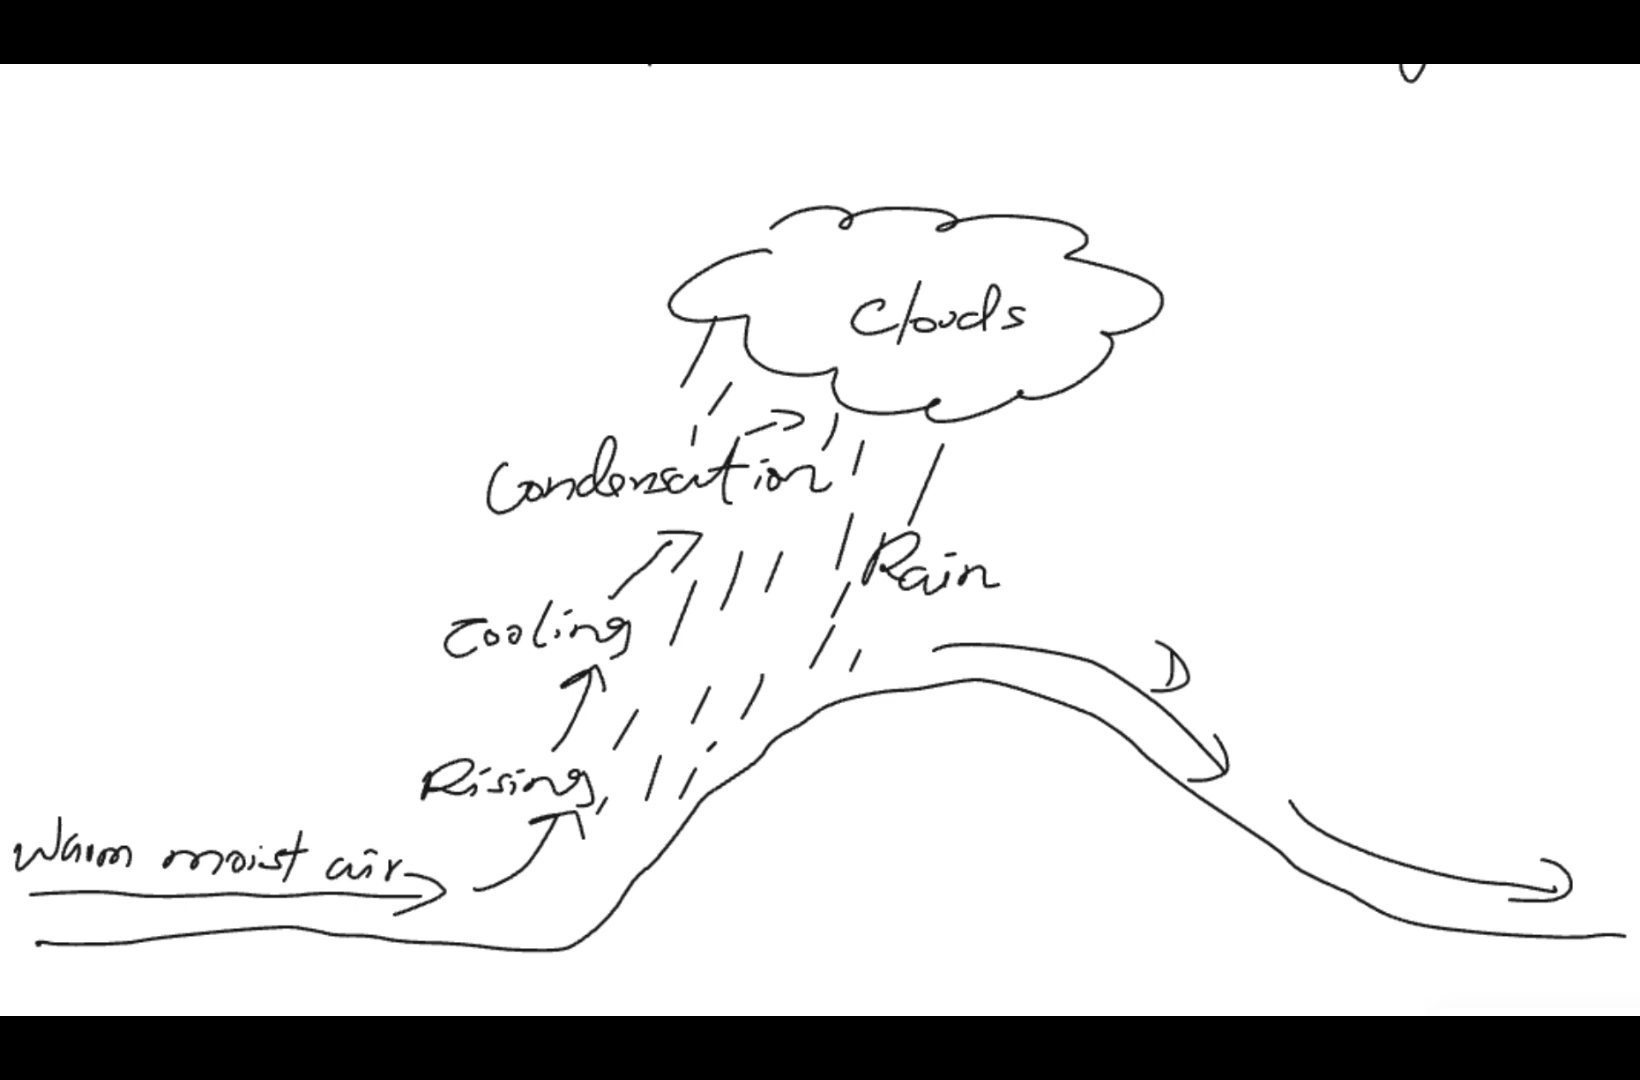 Clouds
Condensation
Rain
Cooling
D
Rising
Warm moist air